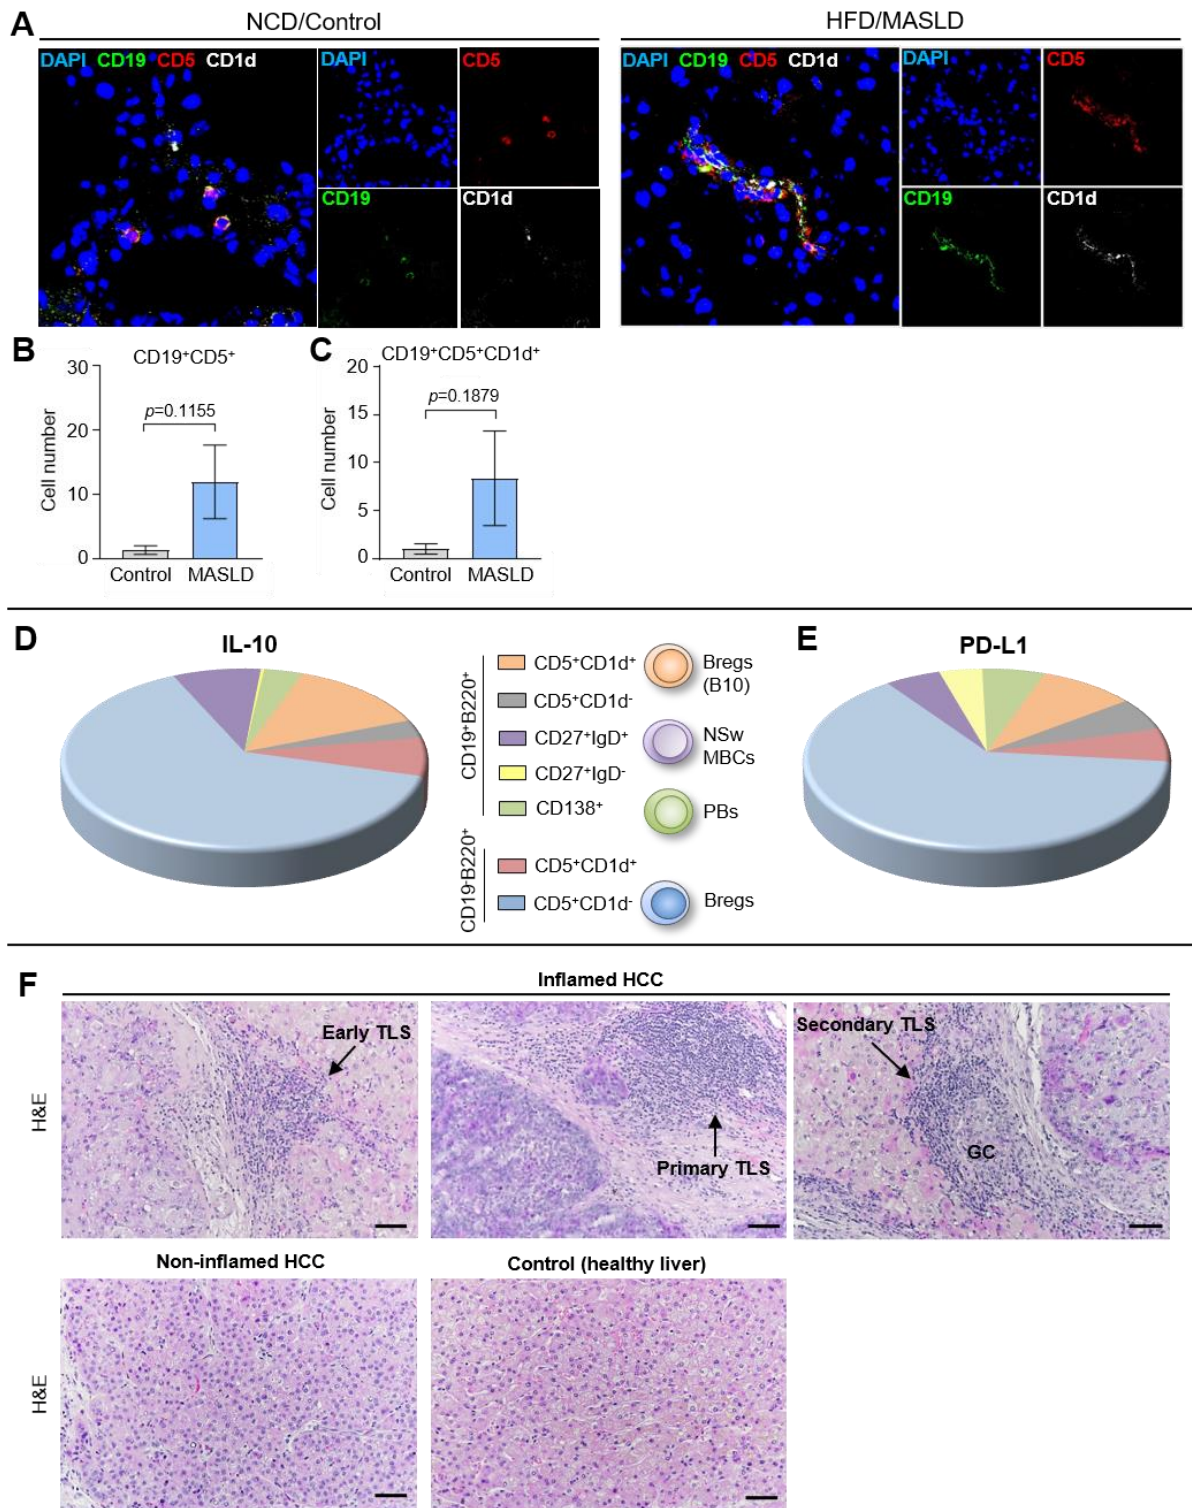 A
NCD/Control
HFD/MASLD
DAPI CD19 CD5 CD1d
DAPI
CD5
CD19
CD1d
DAPI CD19 CD5 CD1d
DAPI
CD5
CD19
CD1d
B
CD19⁺CD5⁺
Cell number
30
20
10
0
p=0.1155
Control
MASLD
C
CD19⁺CD5⁺CD1d⁺
Cell number
20
15
10
5
0
p=0.1879
Control
MASLD
D
IL-10
CD19⁺B220⁺
CD5⁺CD1d⁺
CD5⁺CD1d⁻
CD27⁺IgD⁺
CD27⁺IgD⁻
CD138⁺
CD19⁻B220⁺
CD5⁺CD1d⁺
CD5⁺CD1d⁻
Bregs
(B10)
NSw
MBCs
PBs
Bregs
E
PD-L1
F
Inflamed HCC
H&E
Early TLS
Primary TLS
Secondary TLS
GC
Non-inflamed HCC
Control (healthy liver)
H&E